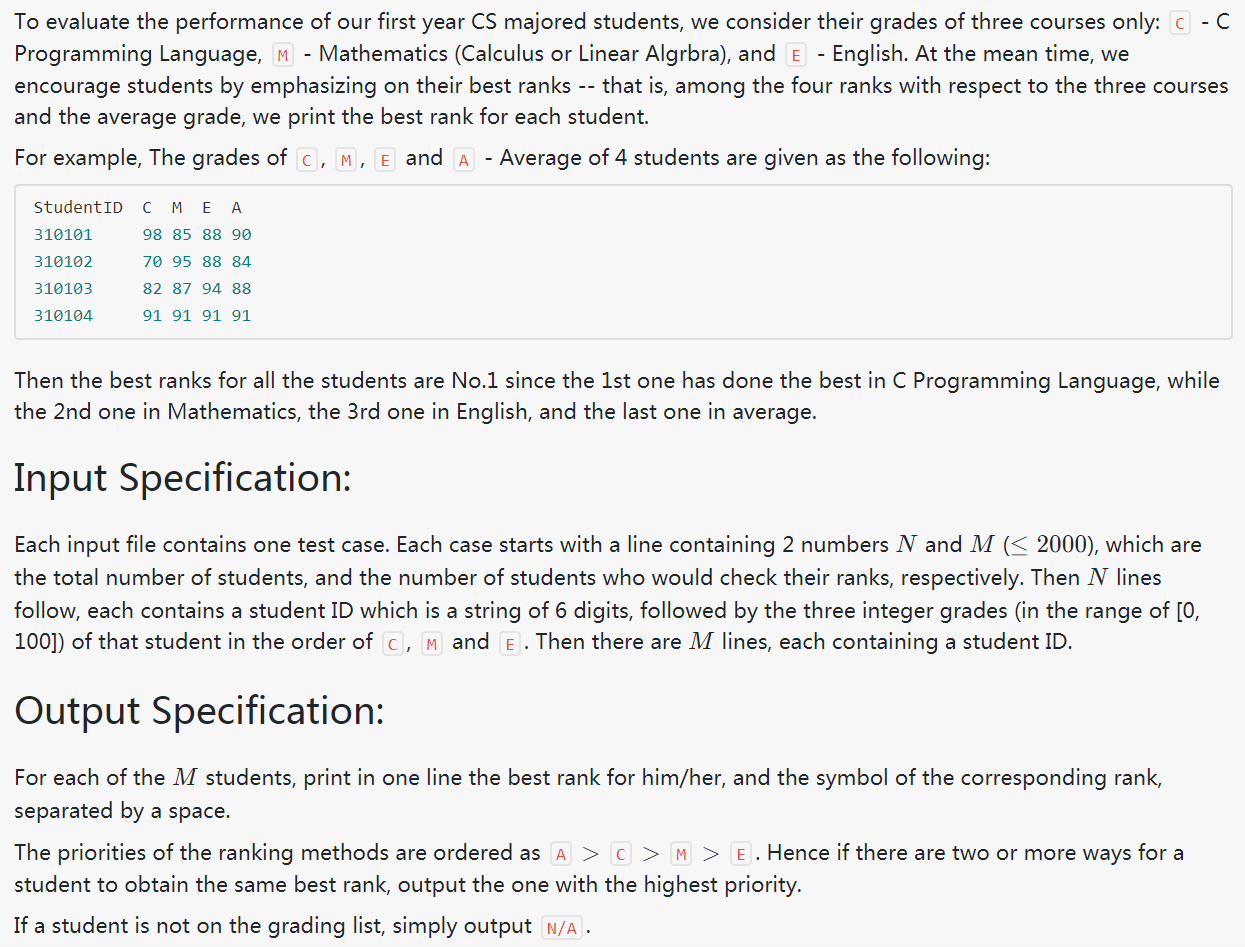 To evaluate the performance of our first year CS majored students, we consider their grades of three courses only: C - C
Programming Language, M - Mathematics (Calculus or Linear Algrbra), and E - English. At the mean time, we
encourage students by emphasizing on their best ranks -- that is, among the four ranks with respect to the three courses
and the average grade, we print the best rank for each student.
For example, The grades of C, M, E and A - Average of 4 students are given as the following:
StudentID C M E A
310101 98 85 88 90
310102 70 95 88 84
310103 82 87 94 88
310104 91 91 91 91
Then the best ranks for all the students are No.1 since the 1st one has done the best in C Programming Language, while
the 2nd one in Mathematics, the 3rd one in English, and the last one in average.
Input Specification:
Each input file contains one test case. Each case starts with a line containing 2 numbers N and M (≤ 2000), which are
the total number of students, and the number of students who would check their ranks, respectively. Then N lines
follow, each contains a student ID which is a string of 6 digits, followed by the three integer grades (in the range of [0,
100]) of that student in the order of C, M and E. Then there are M lines, each containing a student ID.
Output Specification:
For each of the M students, print in one line the best rank for him/her, and the symbol of the corresponding rank,
separated by a space.
The priorities of the ranking methods are ordered as A > C > M > E. Hence if there are two or more ways for a
student to obtain the same best rank, output the one with the highest priority.
If a student is not on the grading list, simply output N/A.